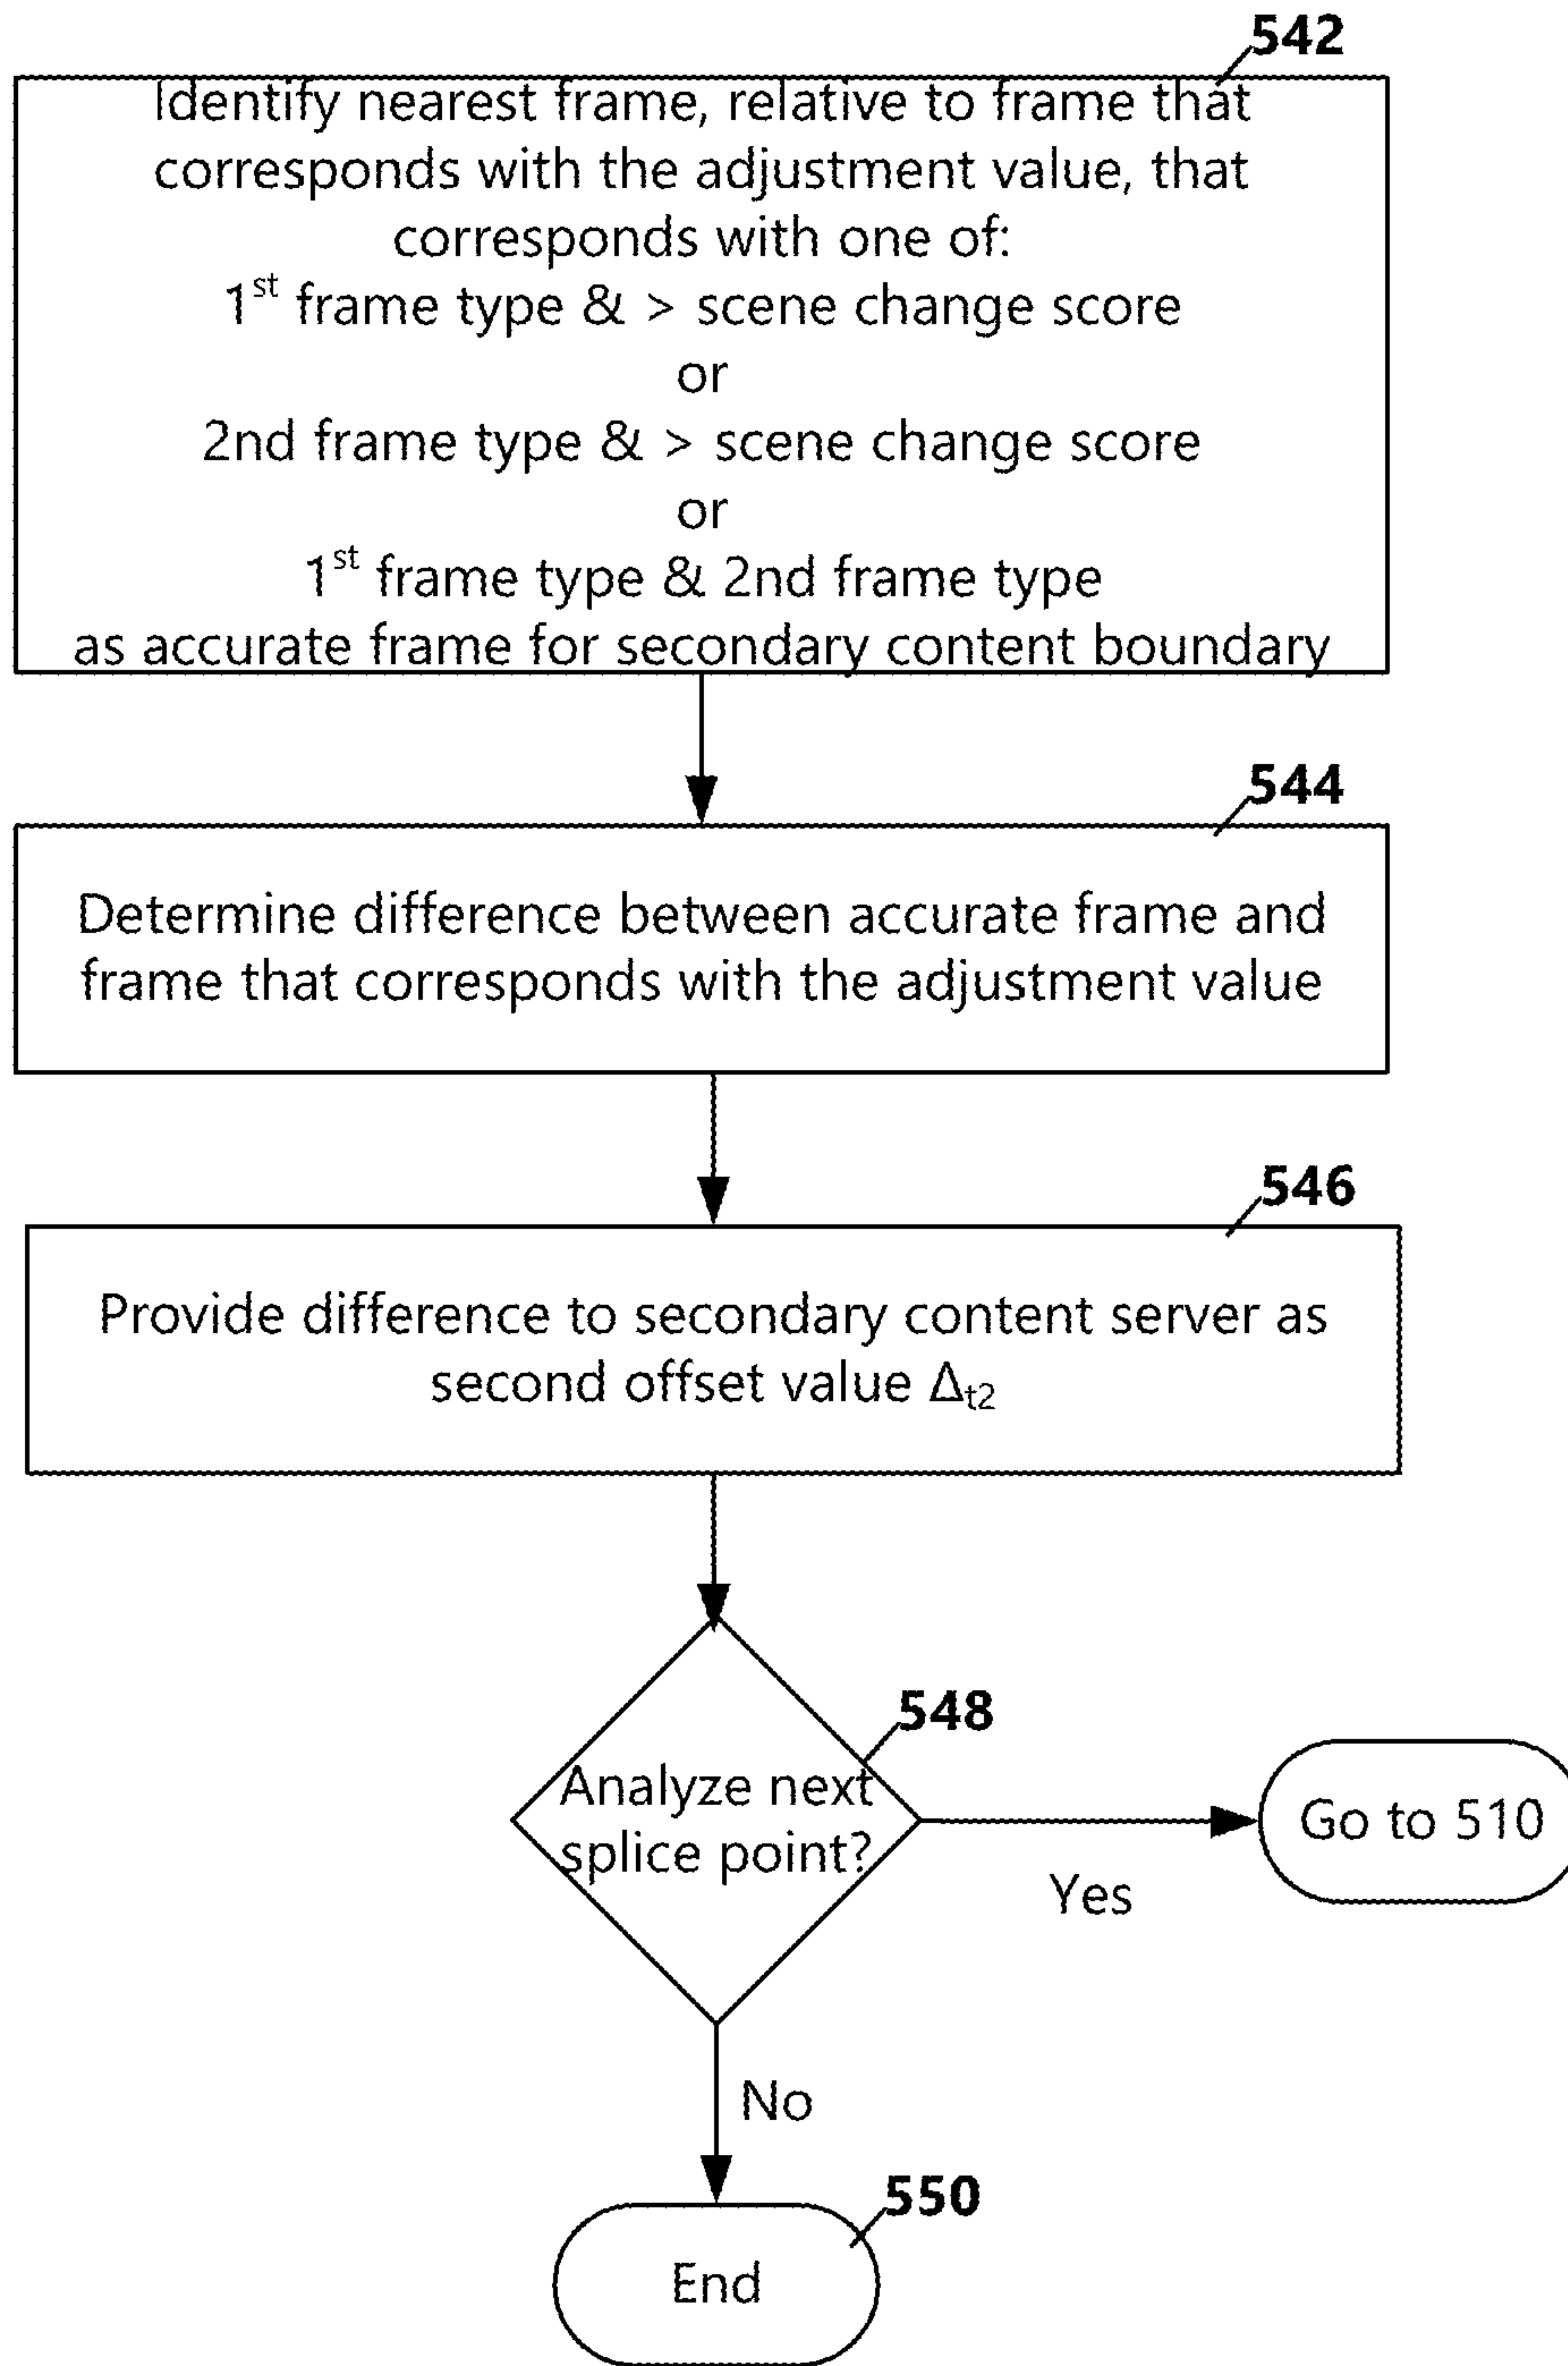 542
Identify nearest frame, relative to frame that
corresponds with the adjustment value, that
corresponds with one of:
1st frame type & > scene change score
or
2nd frame type & > scene change score
or
1st frame type & 2nd frame type
as accurate frame for secondary content boundary
544
Determine difference between accurate frame and
frame that corresponds with the adjustment value
546
Provide difference to secondary content server as
second offset value Δt2
548
Analyze next
splice point?
Go to 510
Yes
No
550
End